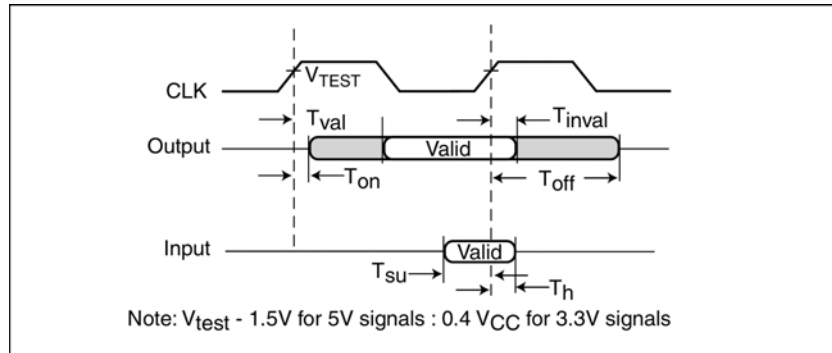 CLK
VTEST
Tval
Tinval
Output
Valid
Ton
Toff
Input
Valid
Tsu
Th
Note: Vtest - 1.5V for 5V signals : 0.4 VCC for 3.3V signals